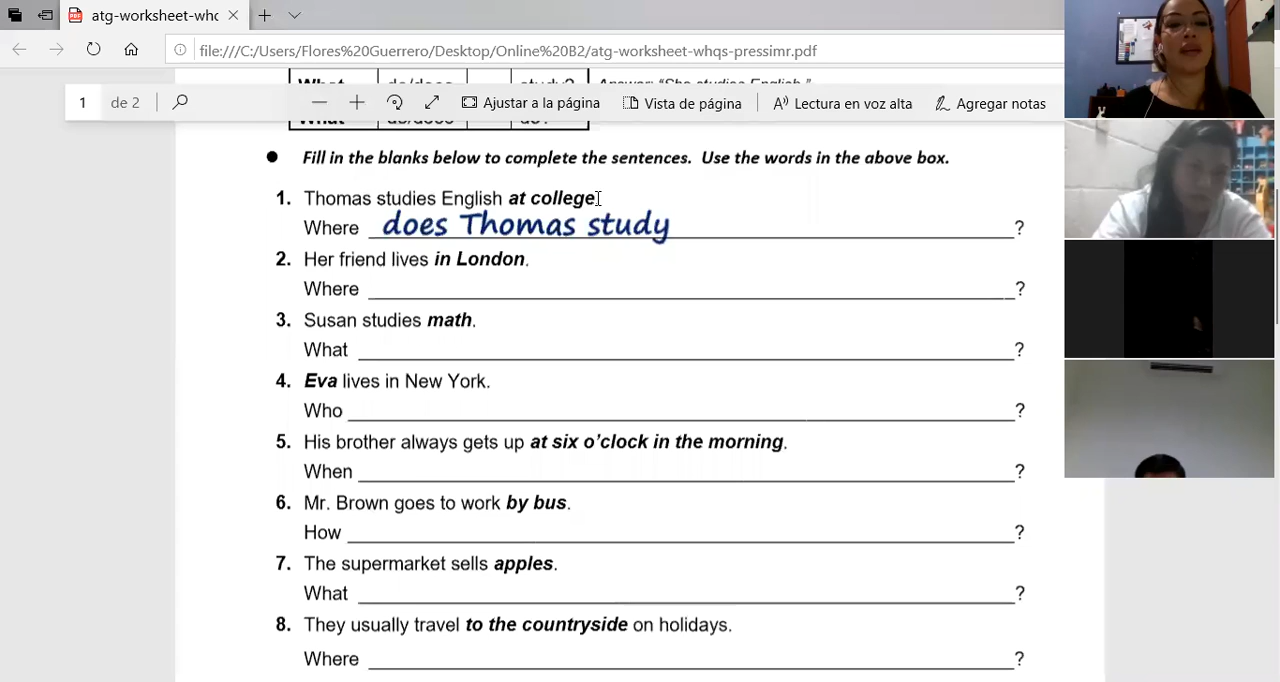 atg-worksheet-whc
file:///C:/Users/Flores%20Guerrero/Desktop/Online%20B2/atg-worksheet-whqs-pressimr.pdf
1 de 2 Ajustar a la página Vista de página Lectura en voz alta Agregar notas
Fill in the blanks below to complete the sentences. Use the words in the above box.
1. Thomas studies English at college
Where does Thomas study ?
2. Her friend lives in London.
Where ?
3. Susan studies math.
What ?
4. Eva lives in New York.
Who ?
5. His brother always gets up at six o'clock in the morning.
When ?
6. Mr. Brown goes to work by bus.
How ?
7. The supermarket sells apples.
What ?
8. They usually travel to the countryside on holidays.
Where ?